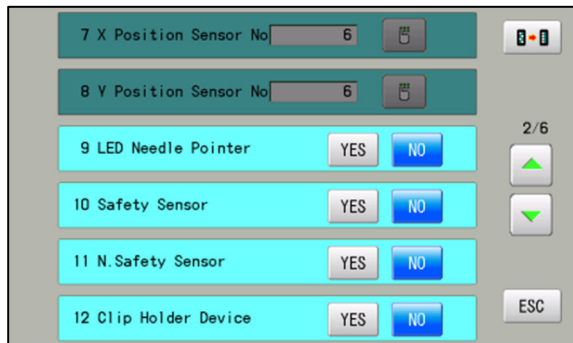 7 X Position Sensor No 6
8 Y Position Sensor No 6
2/6
9 LED Needle Pointer YES NO
10 Safety Sensor YES NO
11 N.Safety Sensor YES NO
12 Clip Holder Device YES NO
ESC